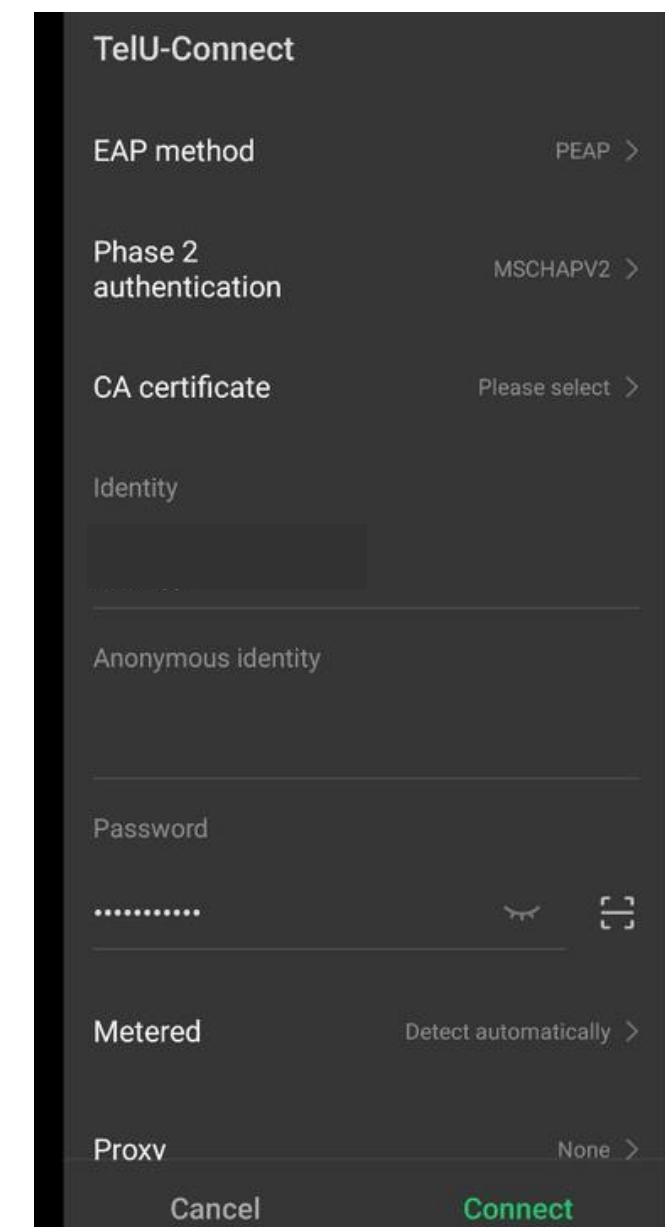 TelU-Connect
EAP method
PEAP
Phase 2
authentication
MSCHAPV2
CA certificate
Please select
Identity
Anonymous identity
Password
•••••••••••
Metered
Detect automatically
Proxy
None
Cancel
Connect